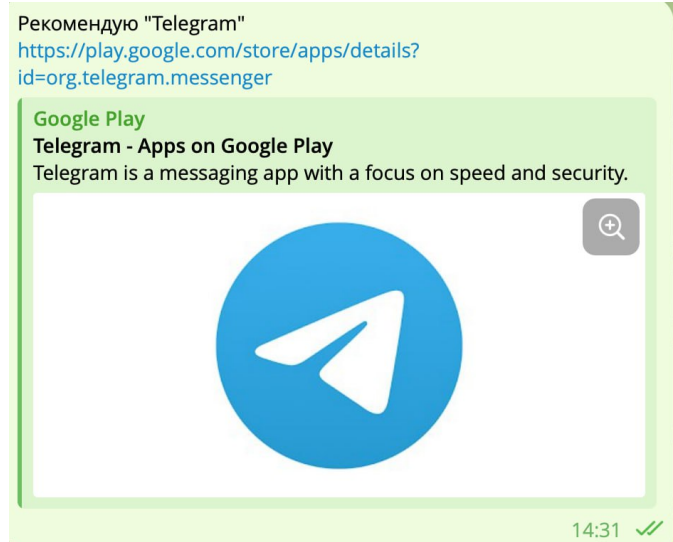 Рекомендую "Telegram"
https://play.google.com/store/apps/details?
id=org.telegram.messenger
Google Play
Telegram - Apps on Google Play
Telegram is a messaging app with a focus on speed and security.
14:31